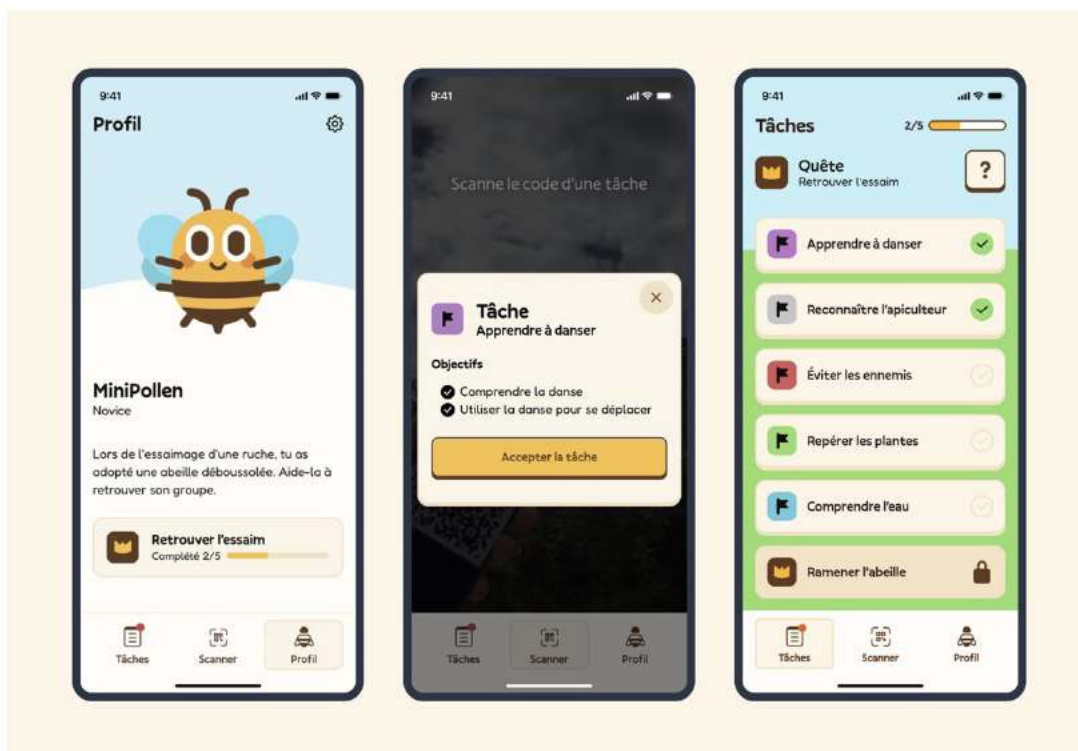 9:41
Profil
MiniPollen
Novice
Lors de l'essaimage d'une ruche, tu as
adopté une abeille déboussolée. Aide-la à
retrouver son groupe.
Retrouver l'essaim
Complété 2/5
Tâches
Scanner
Profil
9:41
Scanne le code d'une tâche
Tâche
Apprendre à danser
Objectifs
Comprendre la danse
Utiliser la danse pour se déplacer
Accepter la tâche
Tâches
Scanner
Profil
9:41
Tâches
2/5
Quête
Retrouver l'essaim
?
Apprendre à danser
Reconnaître l'apiculteur
Éviter les ennemis
Repérer les plantes
Comprendre l'eau
Ramener l'abeille
Tâches
Scanner
Profil